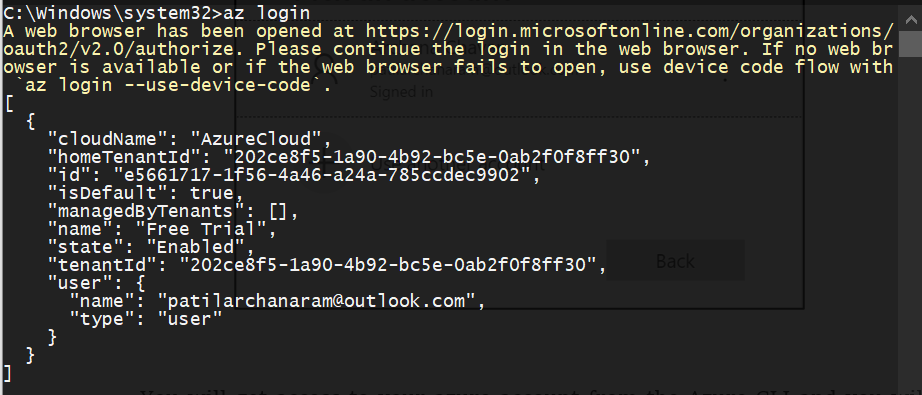 C:\Windows\system32>az login
A web browser has been opened at https://login.microsoftonline.com/organizations/
oauth2/v2.0/authorize. Please continue the login in the web browser. If no web br
owser is available or if the web browser fails to open, use device code flow with
`az login --use-device-code`.
Signed in
[
  {
    "cloudName": "AzureCloud",
    "homeTenantId": "202ce8f5-1a90-4b92-bc5e-0ab2f0f8ff30",
    "id": "e5661717-1f56-4a46-a24a-785ccdec9902",
    "isDefault": true,
    "managedByTenants": [],
    "name": "Free Trial",
    "state": "Enabled",
    "tenantId": "202ce8f5-1a90-4b92-bc5e-0ab2f0f8ff30",
Back
    "user": {
      "name": "patilarchanaram@outlook.com",
      "type": "user"
    }
  }
]